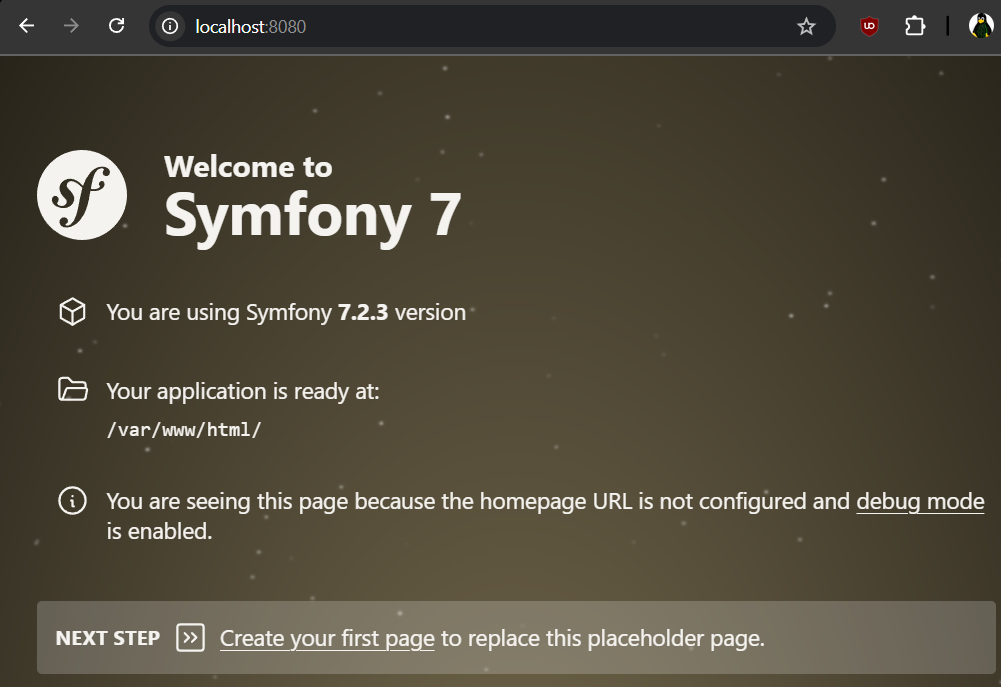 localhost:8080
Welcome to
Symfony 7
You are using Symfony 7.2.3 version
Your application is ready at:
/var/www/html/
You are seeing this page because the homepage URL is not configured and debug mode
is enabled.
NEXT STEP Create your first page to replace this placeholder page.